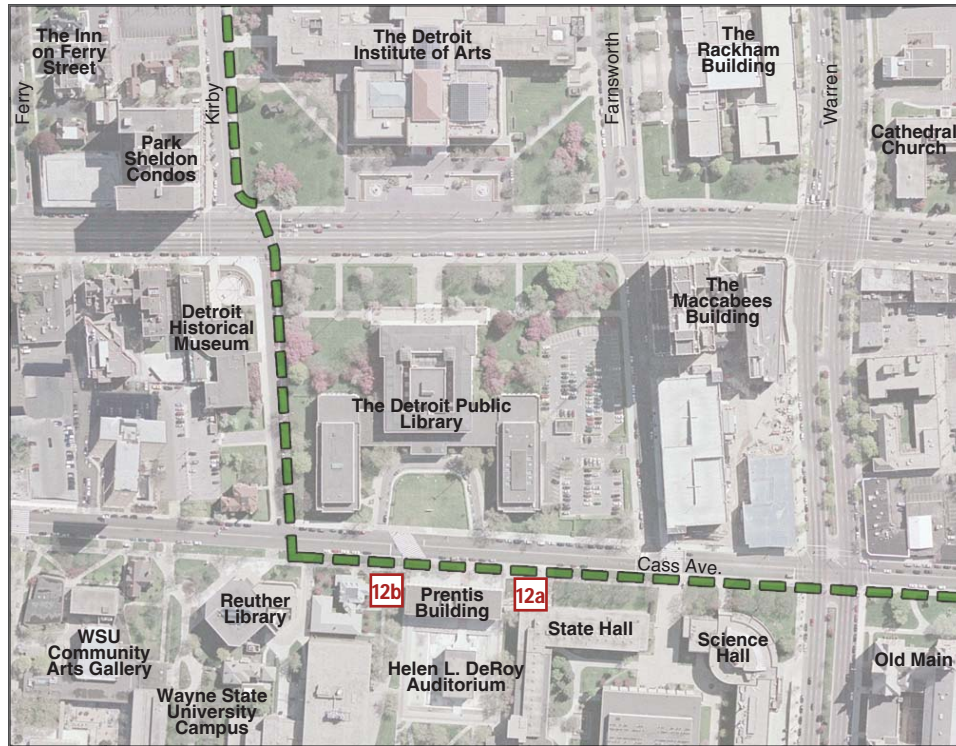 The Inn
on Ferry
Street
The Detroit
Institute of Arts
The
Rackham
Building
Ferry
Kirby
Farnsworth
Warren
Park
Sheldon
Condos
Cathedral
Church
Detroit
Historical
Museum
The
Maccabees
Building
The Detroit Public
Library
Cass Ave.
12b
12a
Reuther
Library
Prentis
Building
State Hall
Science
Hall
WSU
Community
Arts Gallery
Helen L. DeRoy
Auditorium
Old Main
Wayne State
University
Campus